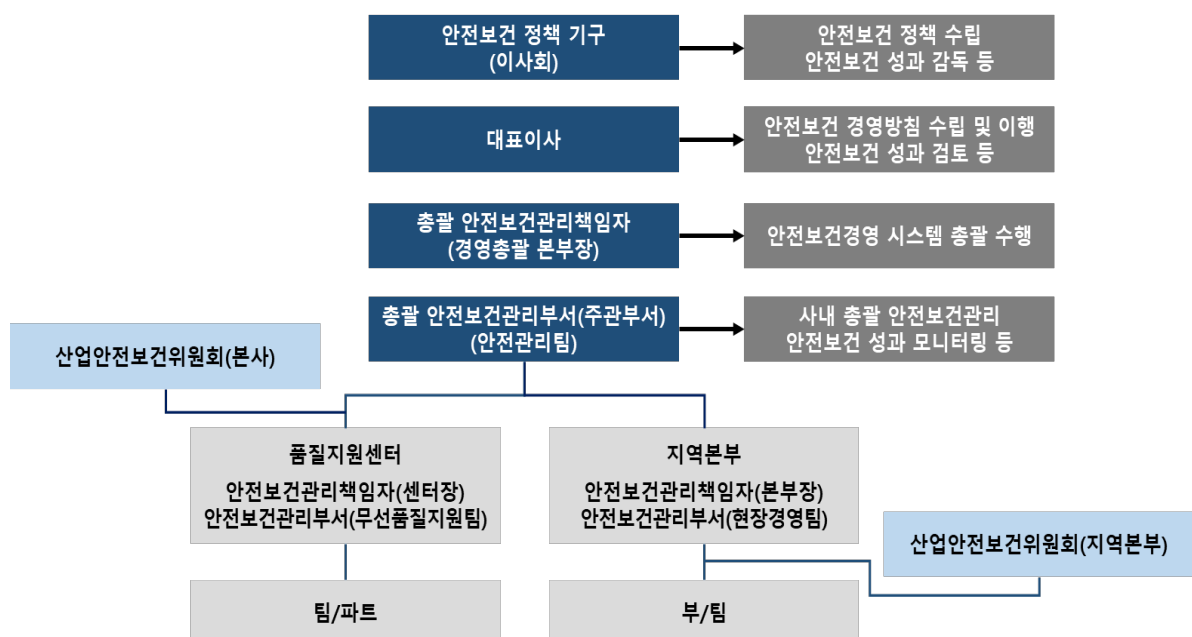 안전보건 정책 기구
(이사회)
안전보건 정책 수립
안전보건 성과 감독 등
대표이사
안전보건 경영방침 수립 및 이행
안전보건 성과 검토 등
총괄 안전보건관리책임자
(경영총괄 본부장)
안전보건경영 시스템 총괄 수행
총괄 안전보건관리부서(주관부서)
(안전관리팀)
사내 총괄 안전보건관리
안전보건 성과 모니터링 등
산업안전보건위원회(본사)
품질지원센터
안전보건관리책임자(센터장)
안전보건관리부서(무선품질지원팀)
지역본부
안전보건관리책임자(본부장)
안전보건관리부서(현장경영팀)
산업안전보건위원회(지역본부)
팀/파트
부/팀